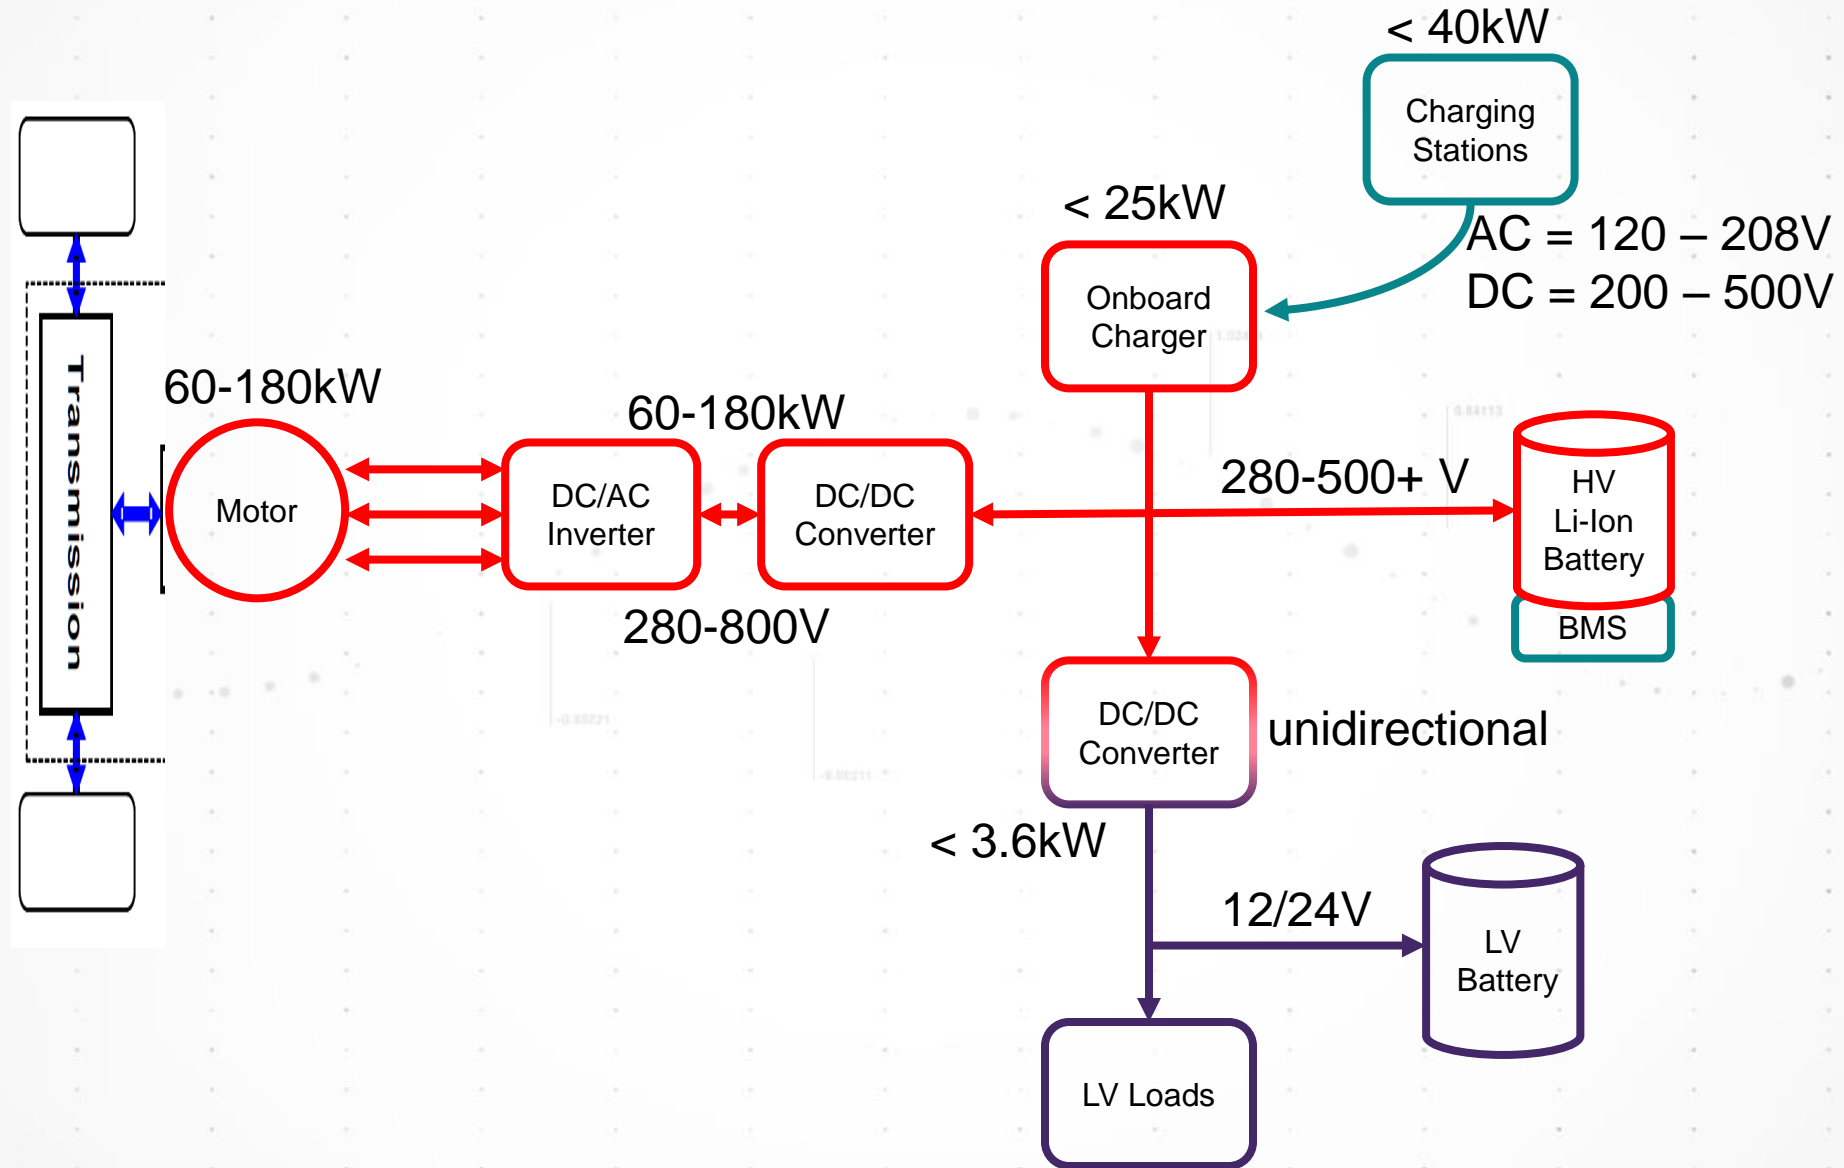 < 40kW
Charging
Stations
< 25kW
AC = 120 – 208V
DC = 200 – 500V
Onboard
Charger
Transmission
60-180kW
60-180kW
Motor
DC/AC
Inverter
DC/DC
Converter
280-500+ V
HV
Li-Ion
Battery
BMS
280-800V
DC/DC
Converter
unidirectional
< 3.6kW
12/24V
LV
Battery
LV Loads